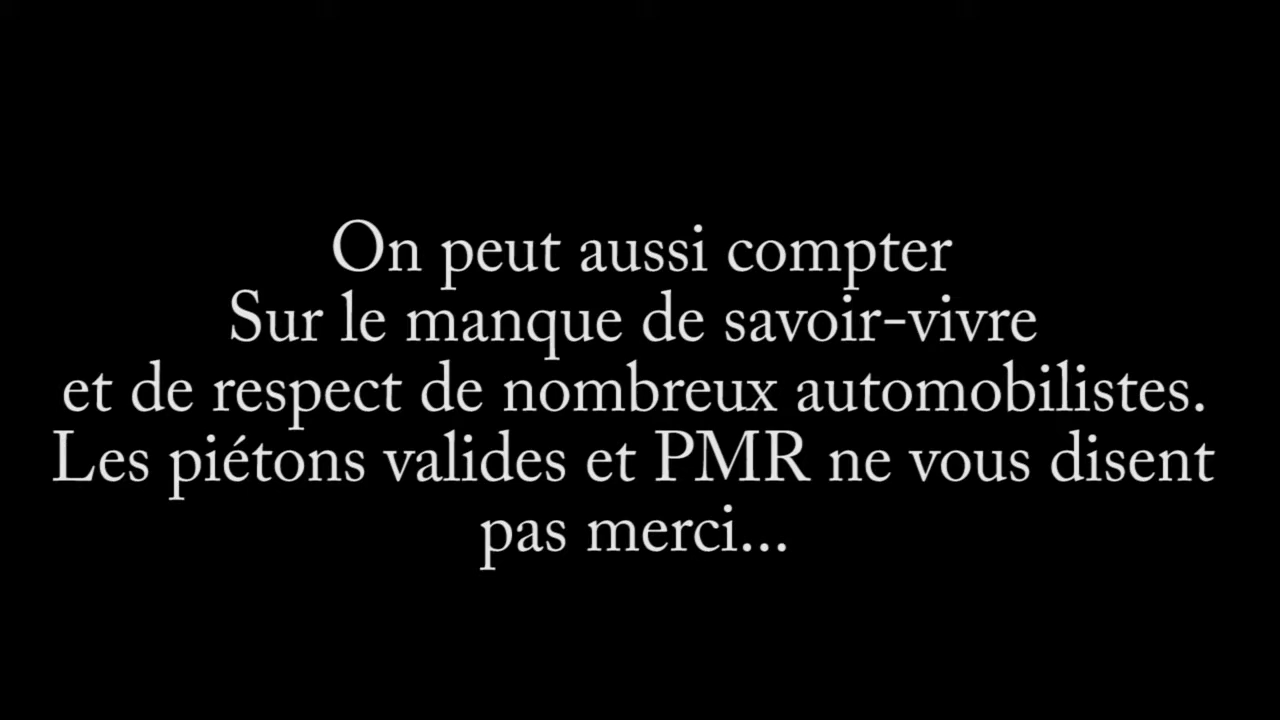 On peut aussi compter
Sur le manque de savoir-vivre
et de respect de nombreux automobilistes.
Les piétons valides et PMR ne vous disent
pas merci...